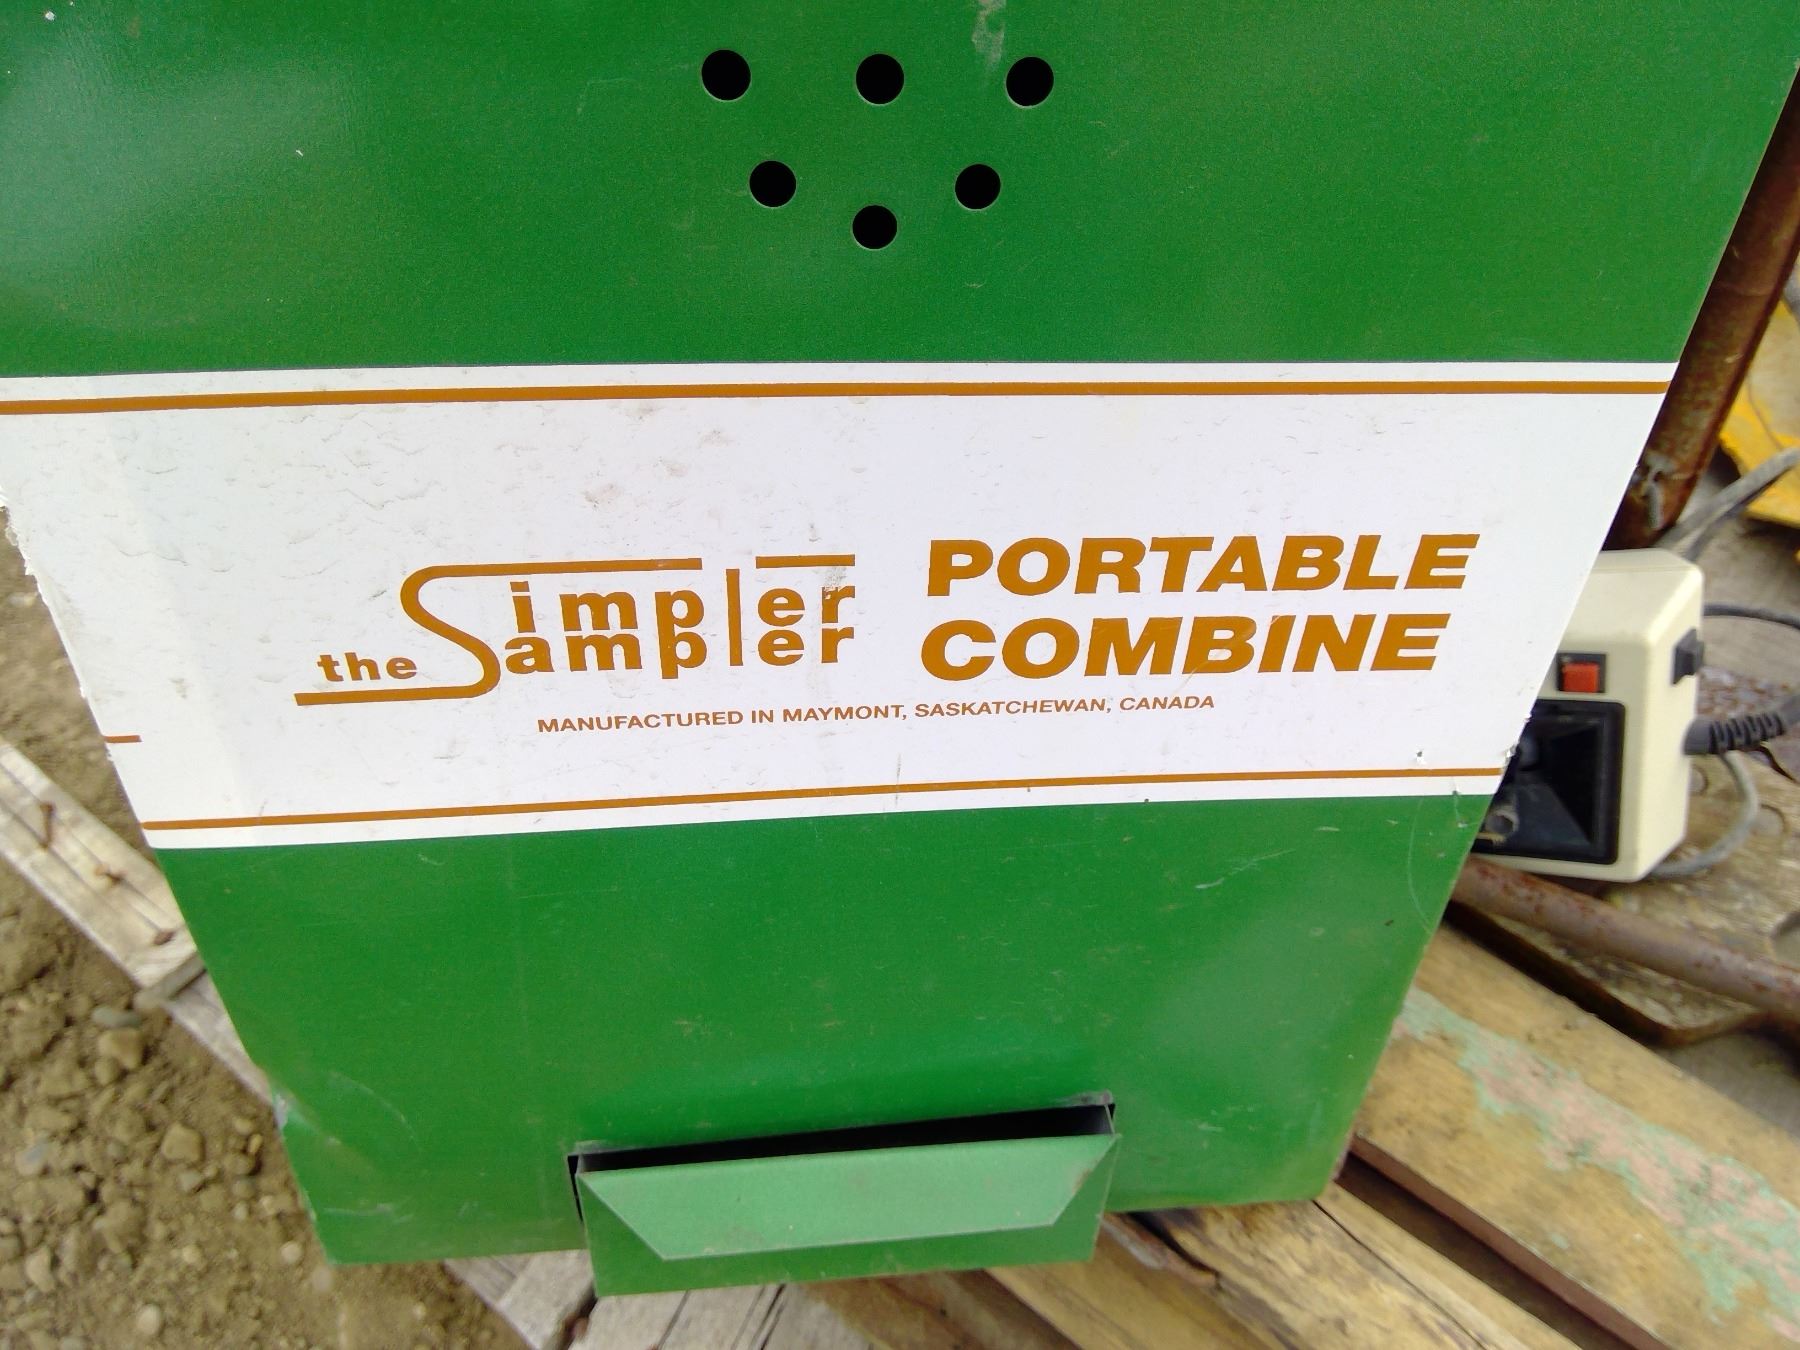 the Simpler Sampler
PORTABLE
COMBINE
MANUFACTURED IN MAYMONT, SASKATCHEWAN, CANADA